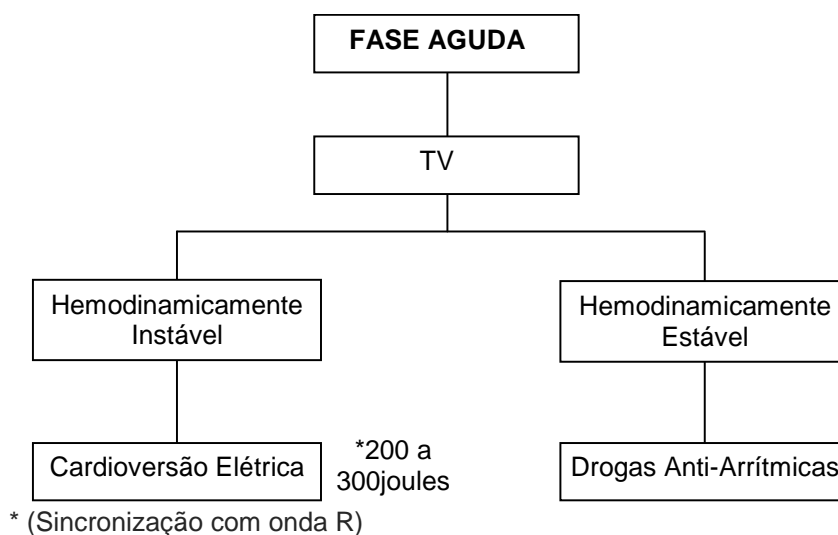 FASE AGUDA
TV
Hemodinamicamente
Instável
Hemodinamicamente
Estável
Cardioversão Elétrica
*200 a
300joules
Drogas Anti-Arrítmicas
* (Sincronização com onda R)